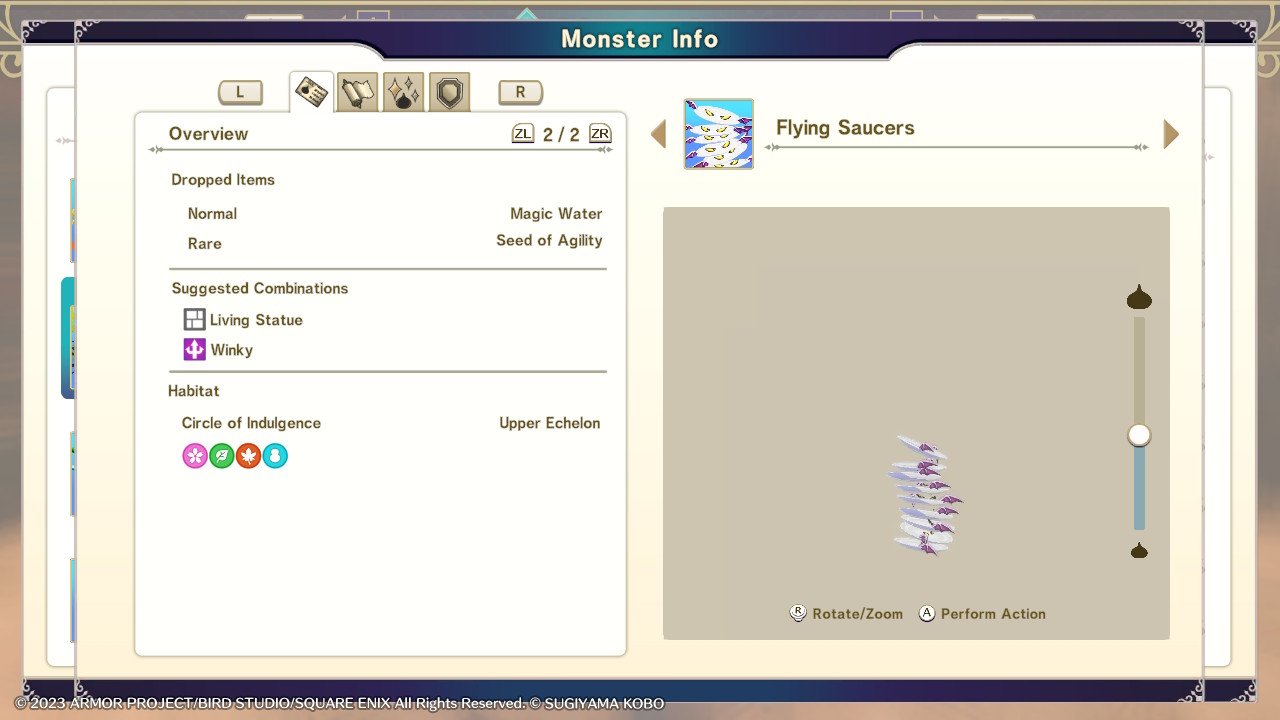 Monster Info
L
R
Overview
ZL 2 / 2 ZR
Dropped Items
Normal Magic Water
Rare Seed of Agility
Suggested Combinations
Living Statue
Winky
Habitat
Circle of Indulgence Upper Echelon
Flying Saucers
R Rotate/Zoom A Perform Action
© 2023 ARMOR PROJECT/BIRD STUDIO/SQUARE ENIX All Rights Reserved. © SUGIYAMA KOBO